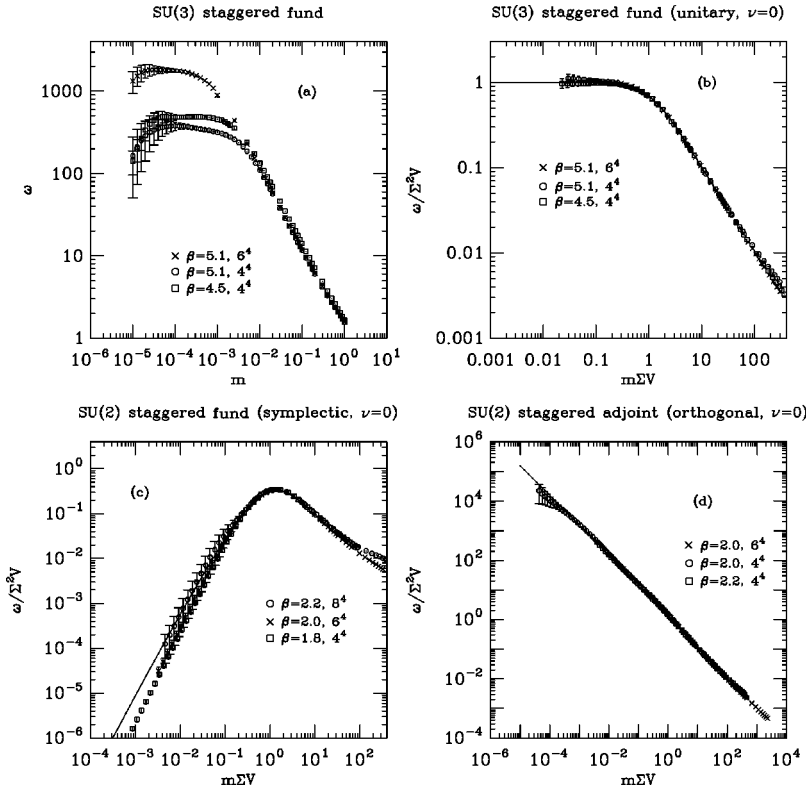 SU(3) staggered fund
ω
1000
100
10
1
(a)
× β=5.1, 6⁴
○ β=5.1, 4⁴
□ β=4.5, 4⁴
10⁻⁶ 10⁻⁵ 10⁻⁴ 10⁻³ 10⁻² 10⁻¹ 10⁰ 10¹
m
SU(3) staggered fund (unitary, ν=0)
ω/Σ²V
1
0.1
0.01
0.001
(b)
× β=5.1, 6⁴
○ β=5.1, 4⁴
□ β=4.5, 4⁴
0.001 0.01 0.1 1 10 100
mΣV
SU(2) staggered fund (symplectic, ν=0)
ω/Σ²V
10⁰
10⁻¹
10⁻²
10⁻³
10⁻⁴
10⁻⁵
10⁻⁶
(c)
○ β=2.2, 8⁴
× β=2.0, 6⁴
□ β=1.8, 4⁴
10⁻⁴ 10⁻³ 10⁻² 10⁻¹ 10⁰ 10¹ 10²
mΣV
SU(2) staggered adjoint (orthogonal, ν=0)
ω/Σ²V
10⁶
10⁴
10²
10⁰
10⁻²
10⁻⁴
(d)
× β=2.0, 6⁴
○ β=2.0, 4⁴
□ β=2.2, 4⁴
10⁻⁶ 10⁻⁴ 10⁻² 10⁰ 10² 10⁴
mΣV